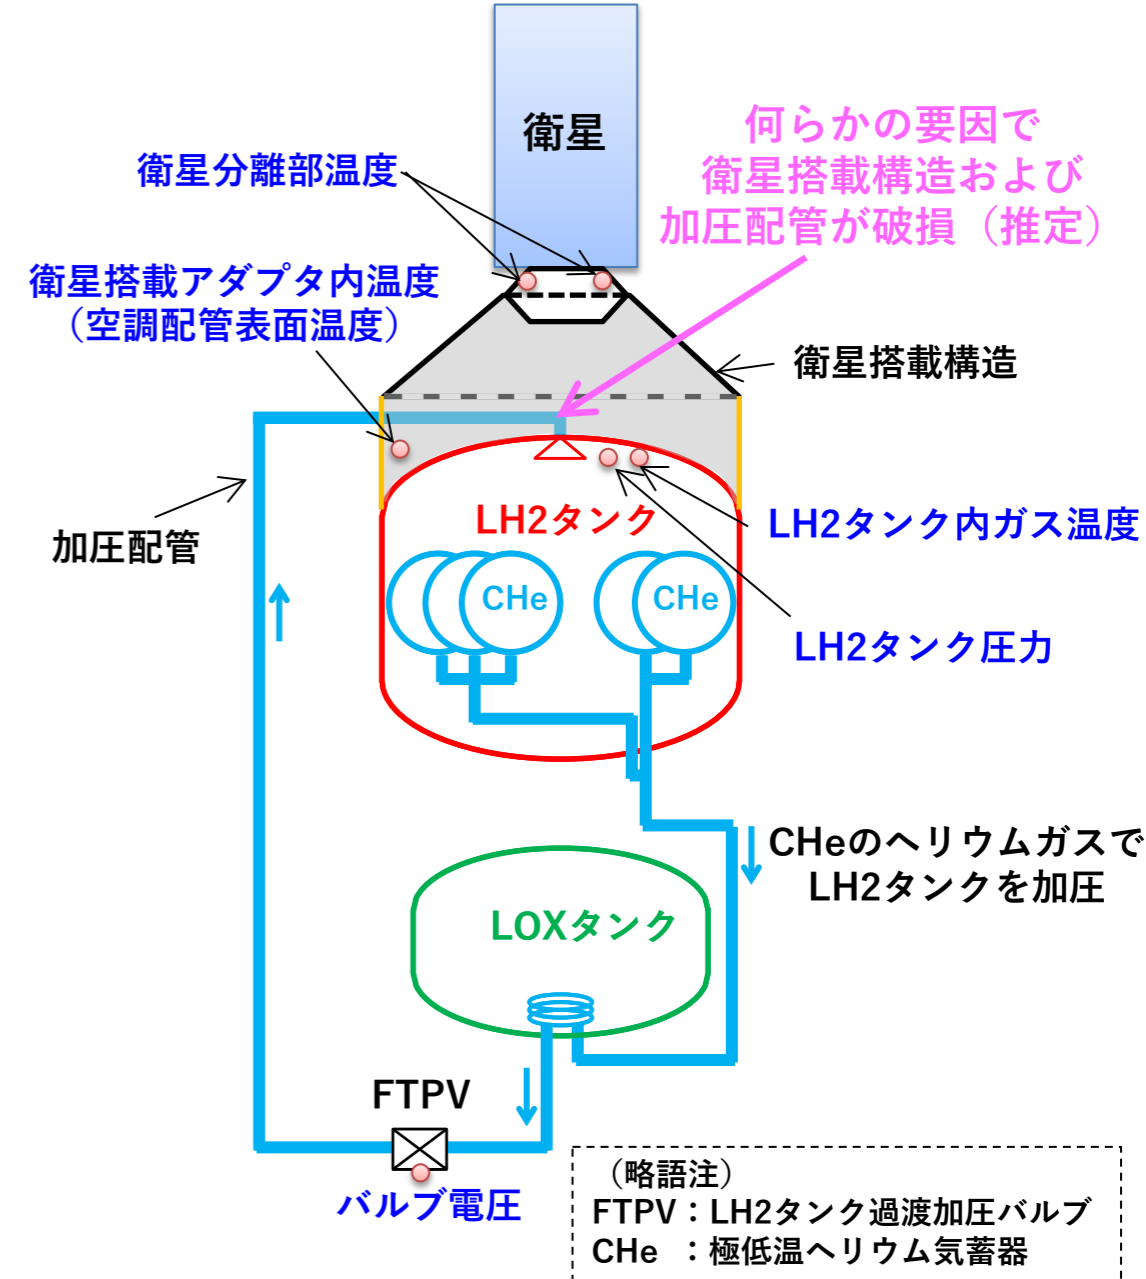 衛星
何らかの要因で
衛星搭載構造および
加圧配管が破損（推定）
衛星分離部温度
衛星搭載アダプタ内温度
（空調配管表面温度）
衛星搭載構造
加圧配管
LH2タンク
LH2タンク内ガス温度
CHe
CHe
LH2タンク圧力
CHeのヘリウムガスで
LH2タンクを加圧
LOXタンク
FTPV
バルブ電圧
（略語注）
FTPV：LH2タンク過渡加圧バルブ
CHe ：極低温ヘリウム気蓄器